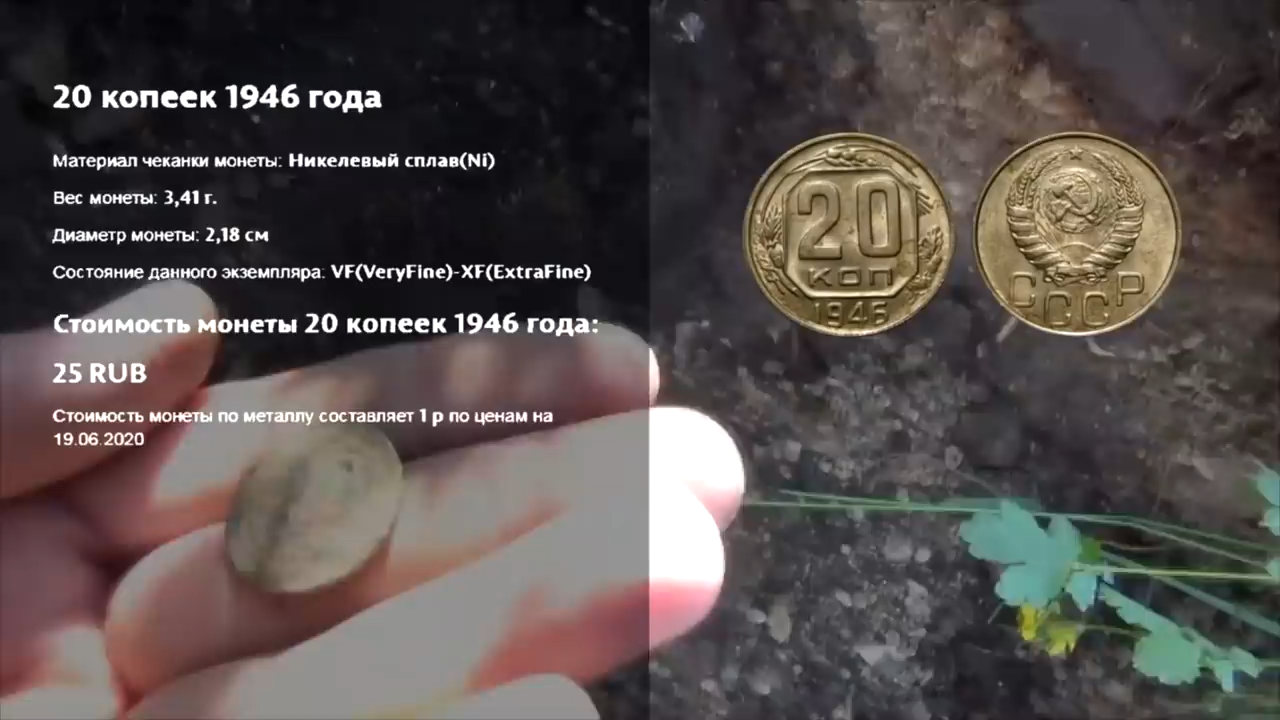 20 копеек 1946 года
Материал чеканки монеты: Никелевый сплав(Ni)
Вес монеты: 3,41 г.
Диаметр монеты: 2,18 см
Состояние данного экземпляра: VF(VeryFine)-XF(ExtraFine)
Стоимость монеты 20 копеек 1946 года:
25 RUB
Стоимость монеты по металлу составляет 1 р по ценам на
19.06.2020
20
КОП
1946
СССР